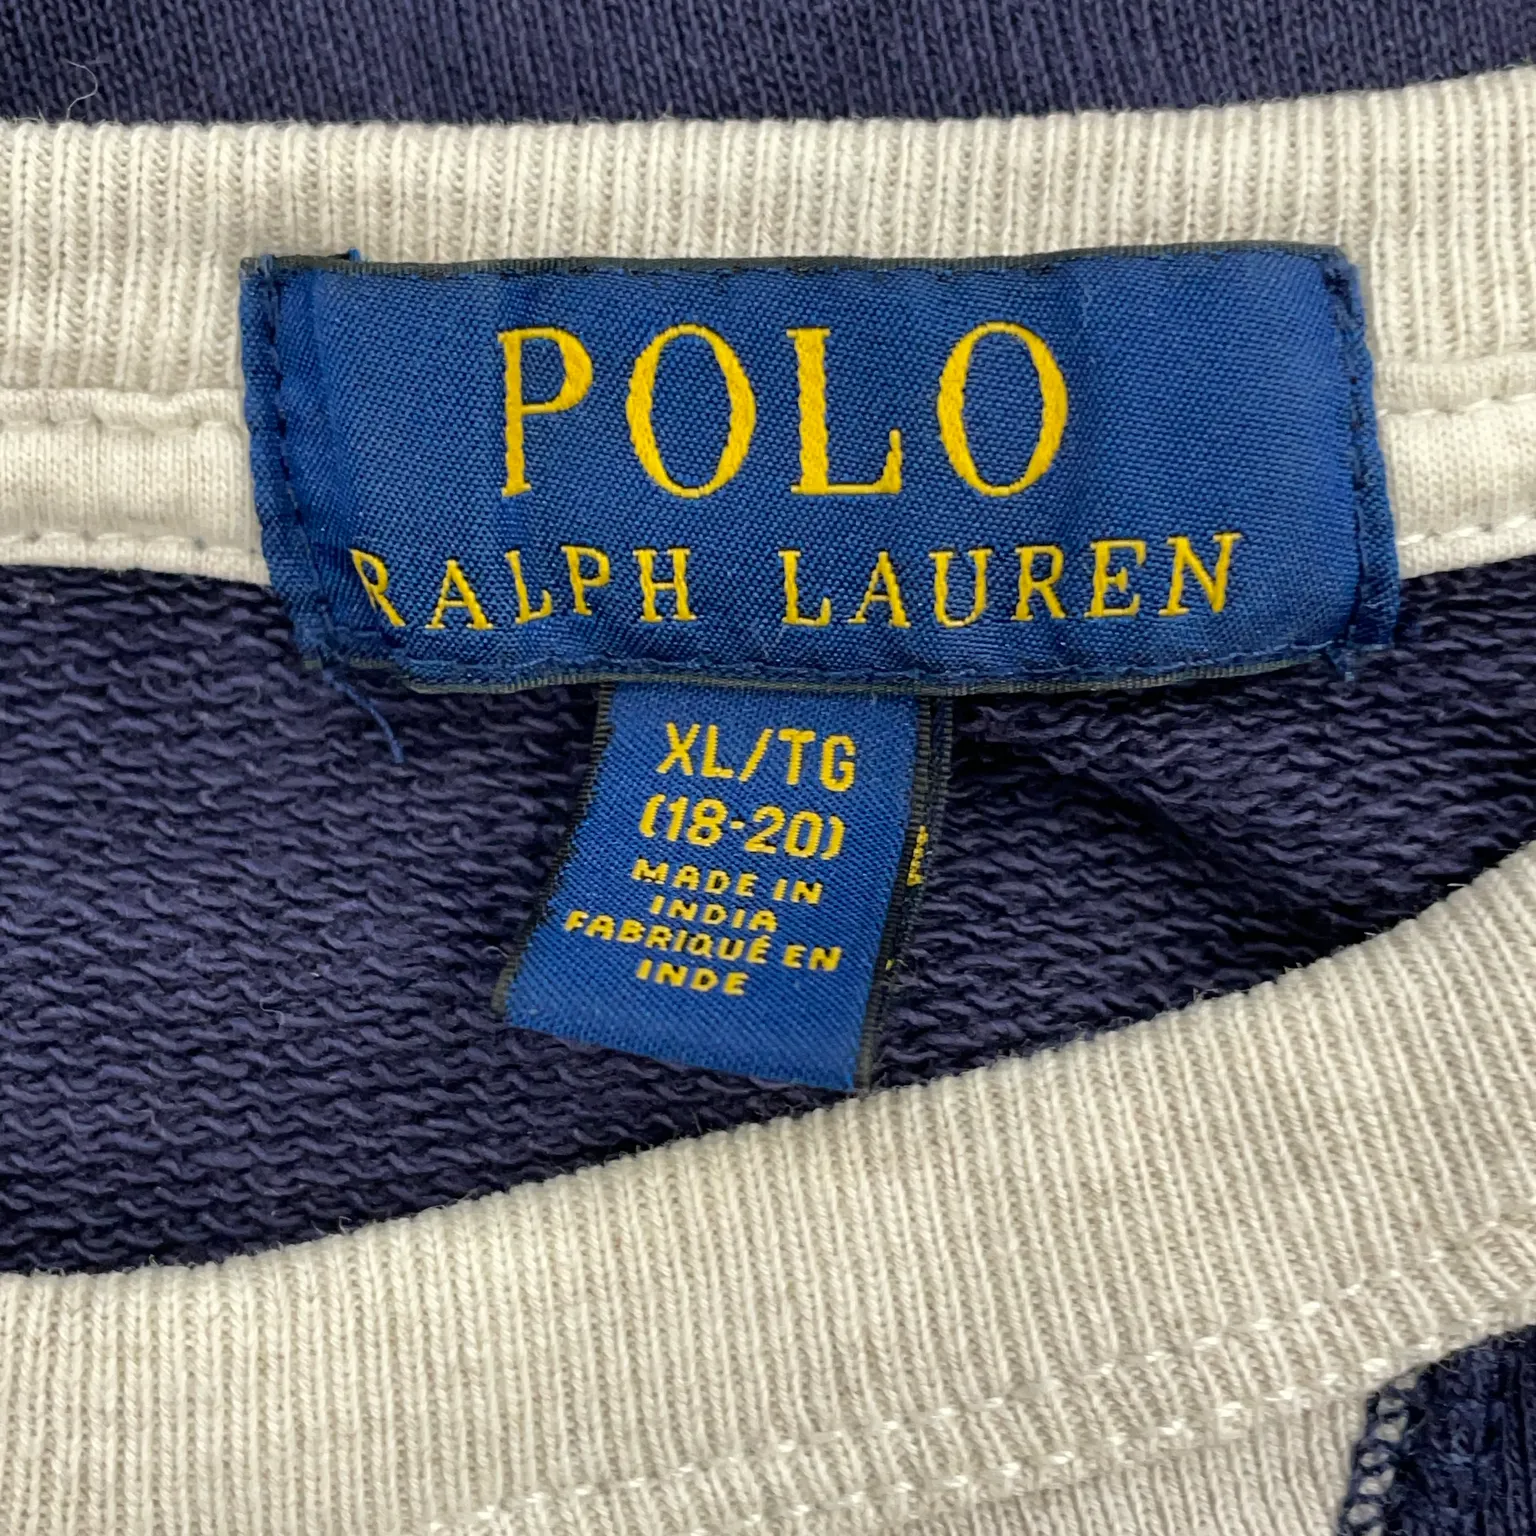 POLO
RALPH LAUREN
XL/TG
(18-20)
MADE IN
INDIA
FABRIQUÉ EN
INDE